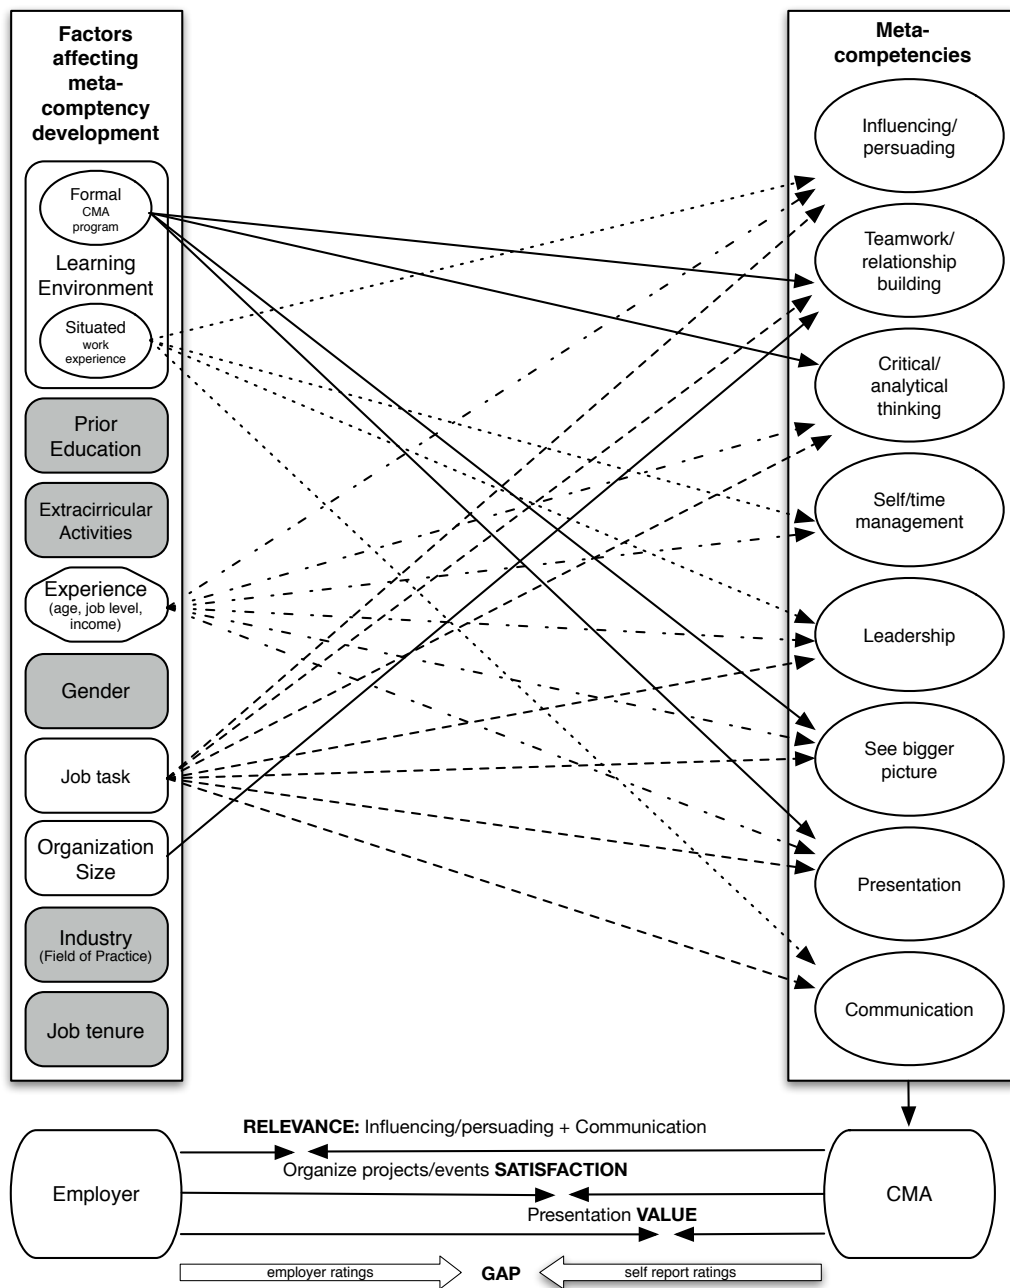 Factors
affecting
meta-
comptency
development
Formal
CMA
program
Learning
Environment
Situated
work
experience
Prior
Education
Extracirricular
Activities
Experience
(age, job level,
income)
Gender
Job task
Organization
Size
Industry
(Field of Practice)
Job tenure
Meta-
competencies
Influencing/
persuading
Teamwork/
relationship
building
Critical/
analytical
thinking
Self/time
management
Leadership
See bigger
picture
Presentation
Communication
RELEVANCE: Influencing/persuading + Communication
Organize projects/events SATISFACTION
Presentation VALUE
Employer
CMA
employer ratings
GAP
self report ratings